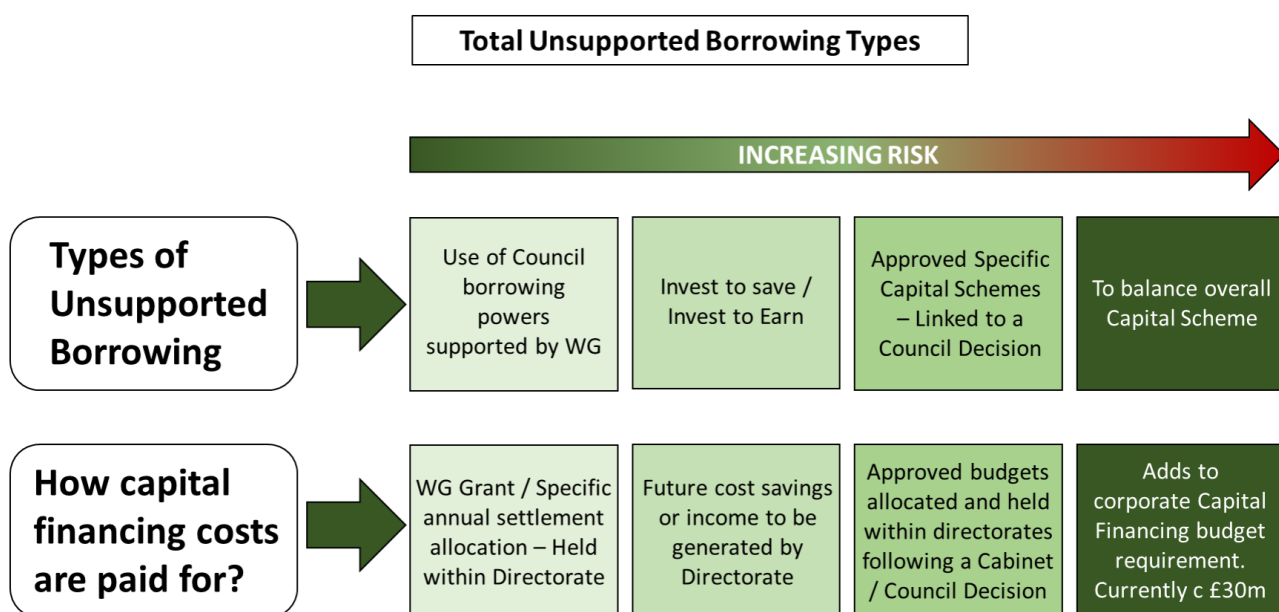 Total Unsupported Borrowing Types
INCREASING RISK
Types of
Unsupported
Borrowing
Use of Council
borrowing
powers
supported by WG
Invest to save /
Invest to Earn
Approved Specific
Capital Schemes
– Linked to a
Council Decision
To balance overall
Capital Scheme
How capital
financing costs
are paid for?
WG Grant / Specific
annual settlement
allocation – Held
within Directorate
Future cost savings
or income to be
generated by
Directorate
Approved budgets
allocated and held
within directorates
following a Cabinet
/ Council Decision
Adds to
corporate Capital
Financing budget
requirement.
Currently c £30m